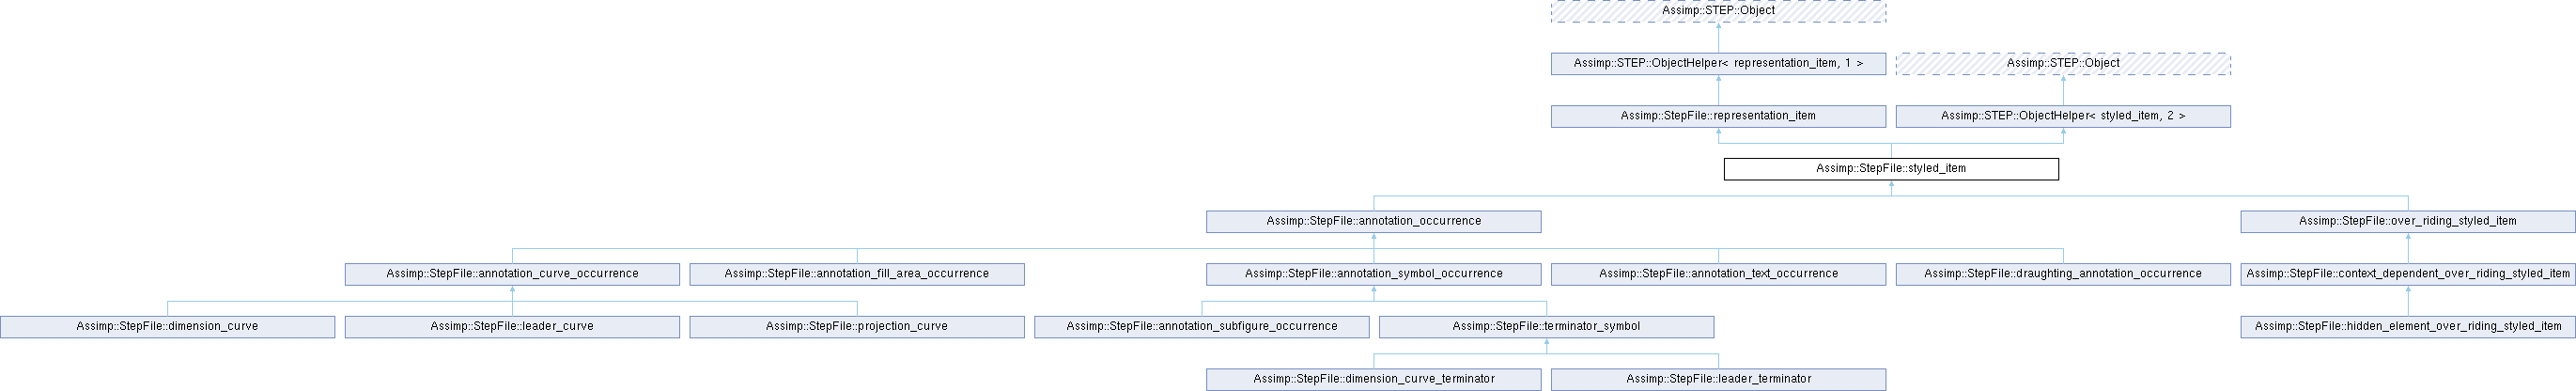 Assimp::STEP::Object
Assimp::STEP::ObjectHelper< representation_item, 1 >
Assimp::STEP::Object
Assimp::StepFile::representation_item
Assimp::STEP::ObjectHelper< styled_item, 2 >
Assimp::StepFile::styled_item
Assimp::StepFile::annotation_occurrence
Assimp::StepFile::over_riding_styled_item
Assimp::StepFile::annotation_curve_occurrence
Assimp::StepFile::annotation_fill_area_occurrence
Assimp::StepFile::annotation_symbol_occurrence
Assimp::StepFile::annotation_text_occurrence
Assimp::StepFile::draughting_annotation_occurrence
Assimp::StepFile::context_dependent_over_riding_styled_item
Assimp::StepFile::dimension_curve
Assimp::StepFile::leader_curve
Assimp::StepFile::projection_curve
Assimp::StepFile::annotation_subfigure_occurrence
Assimp::StepFile::terminator_symbol
Assimp::StepFile::hidden_element_over_riding_styled_item
Assimp::StepFile::dimension_curve_terminator
Assimp::StepFile::leader_terminator